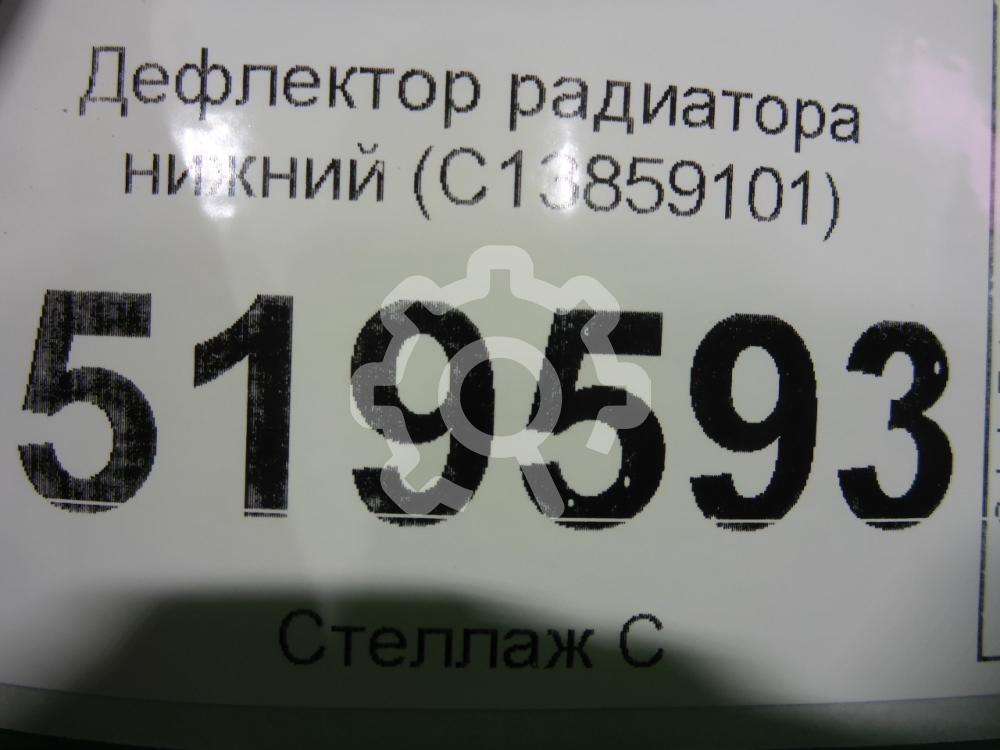 Дефлектор радиатора
нижний (C13859101)
519593
Стеллаж С